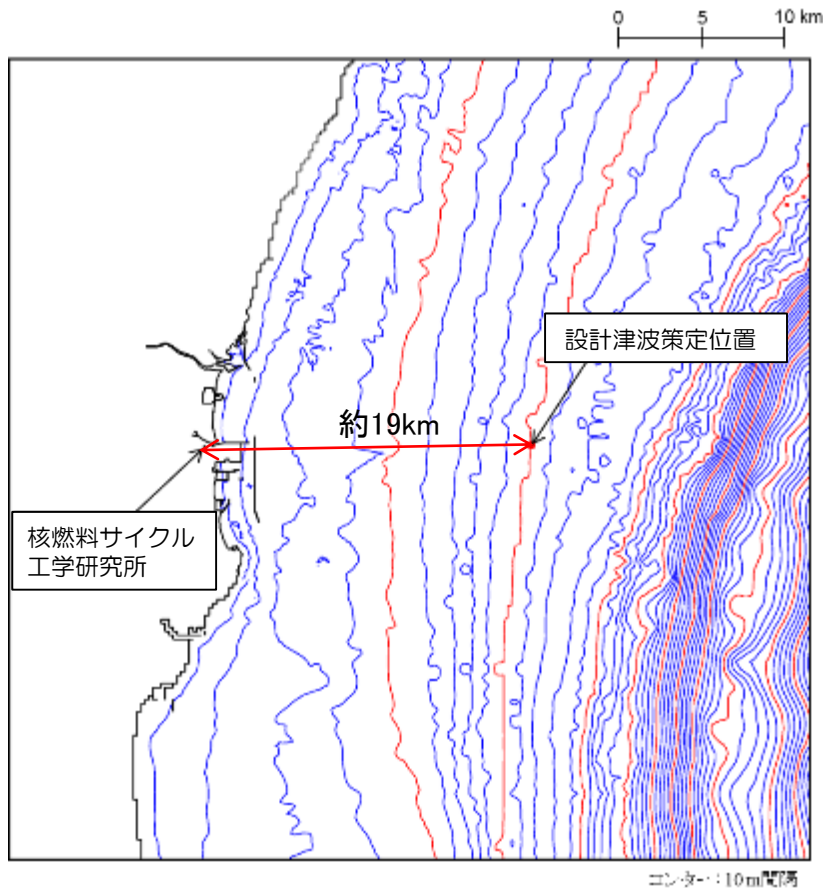 0 5 10 km
設計津波策定位置
約19km
核燃料サイクル
工学研究所
コンター：10m間隔